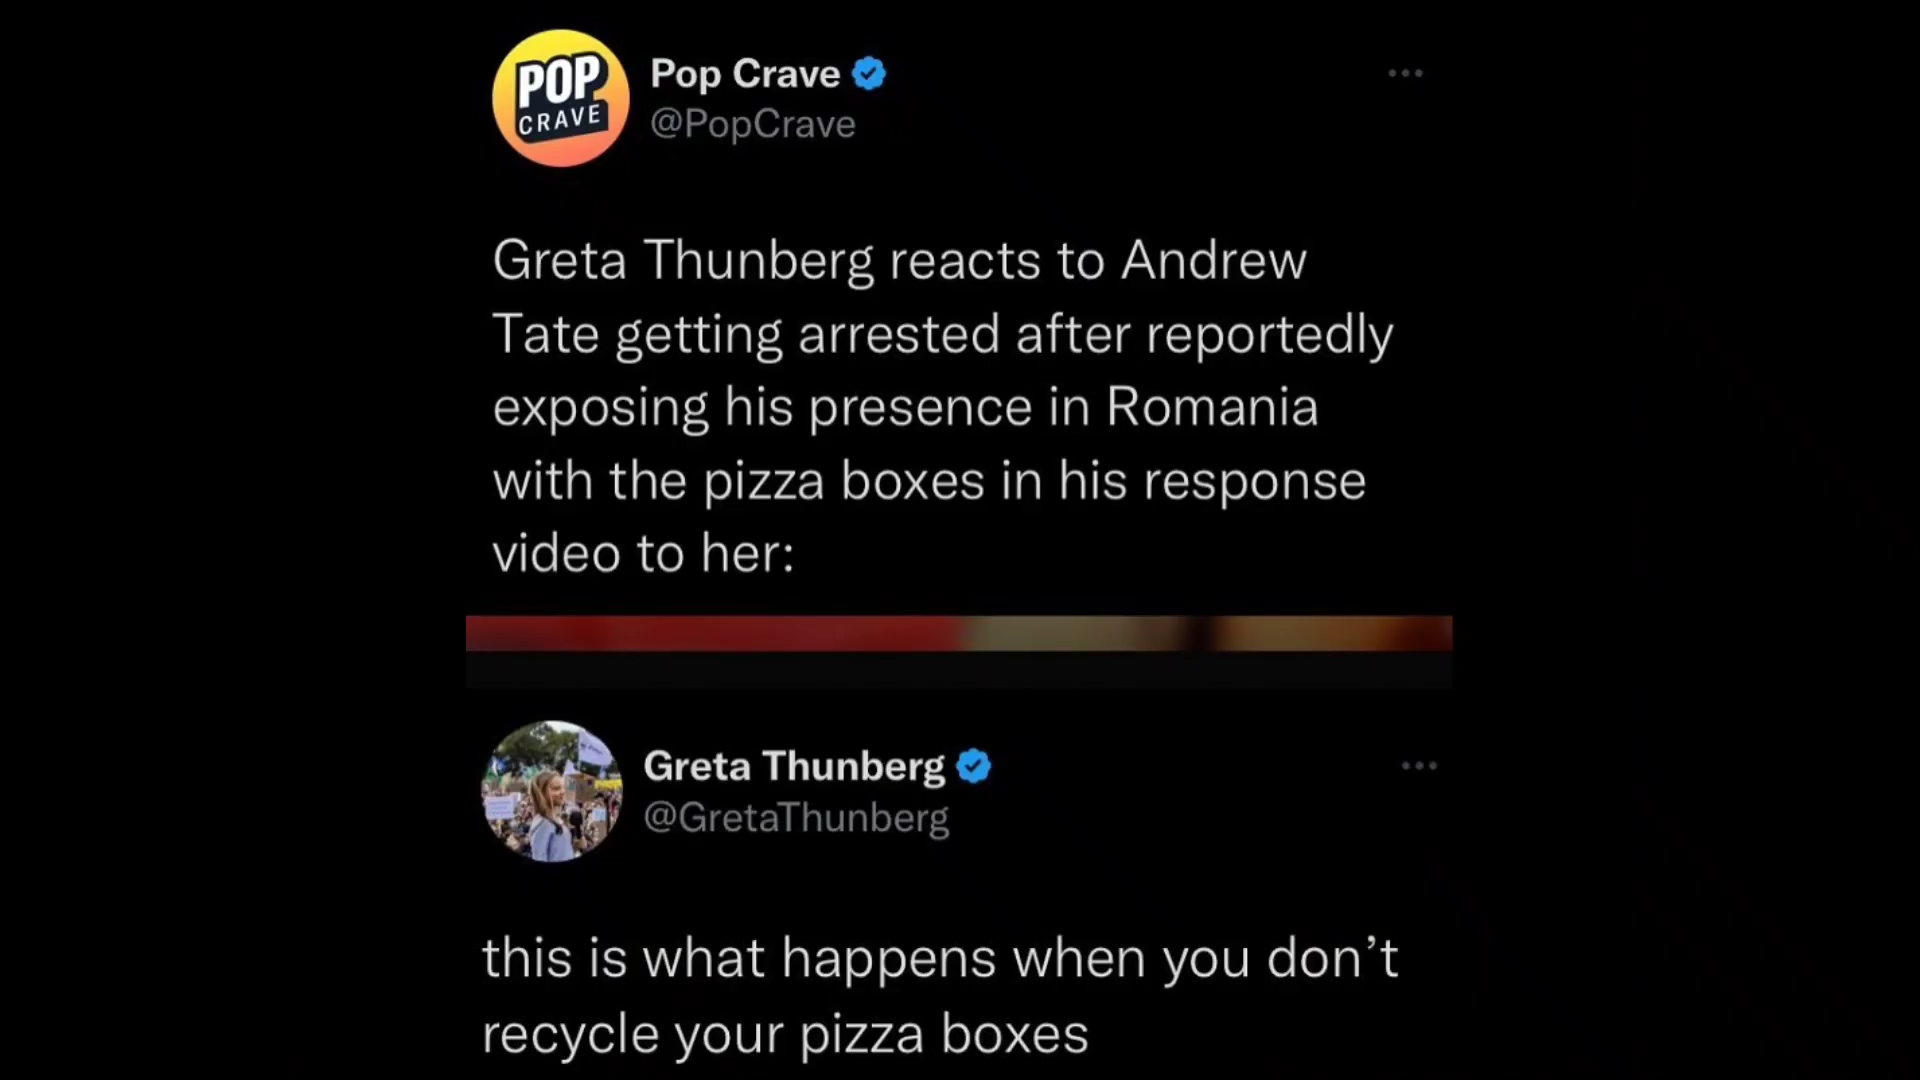 POP
CRAVE
Pop Crave
@PopCrave
Greta Thunberg reacts to Andrew
Tate getting arrested after reportedly
exposing his presence in Romania
with the pizza boxes in his response
video to her:
Greta Thunberg
@GretaThunberg
this is what happens when you don’t
recycle your pizza boxes